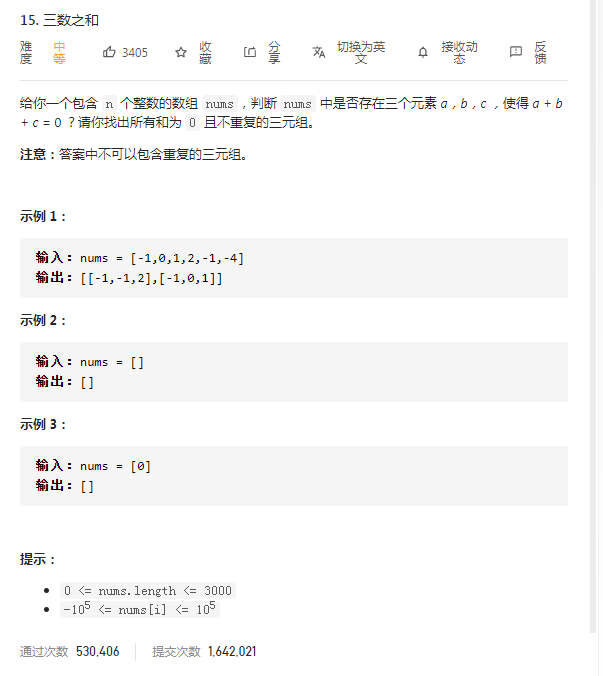 15. 三数之和
难度 中等 3405 收藏 分享 切换为英文 接收动态 反馈
给你一个包含 n 个整数的数组 nums，判断 nums 中是否存在三个元素 a，b，c ，使得 a + b
+ c = 0 ？请你找出所有和为 0 且不重复的三元组。
注意：答案中不可以包含重复的三元组。
示例 1：
输入：nums = [-1,0,1,2,-1,-4]
输出：[[-1,-1,2],[-1,0,1]]
示例 2：
输入：nums = []
输出：[]
示例 3：
输入：nums = [0]
输出：[]
提示：
0 <= nums.length <= 3000
-10⁵ <= nums[i] <= 10⁵
通过次数 530,406 提交次数 1,642,021